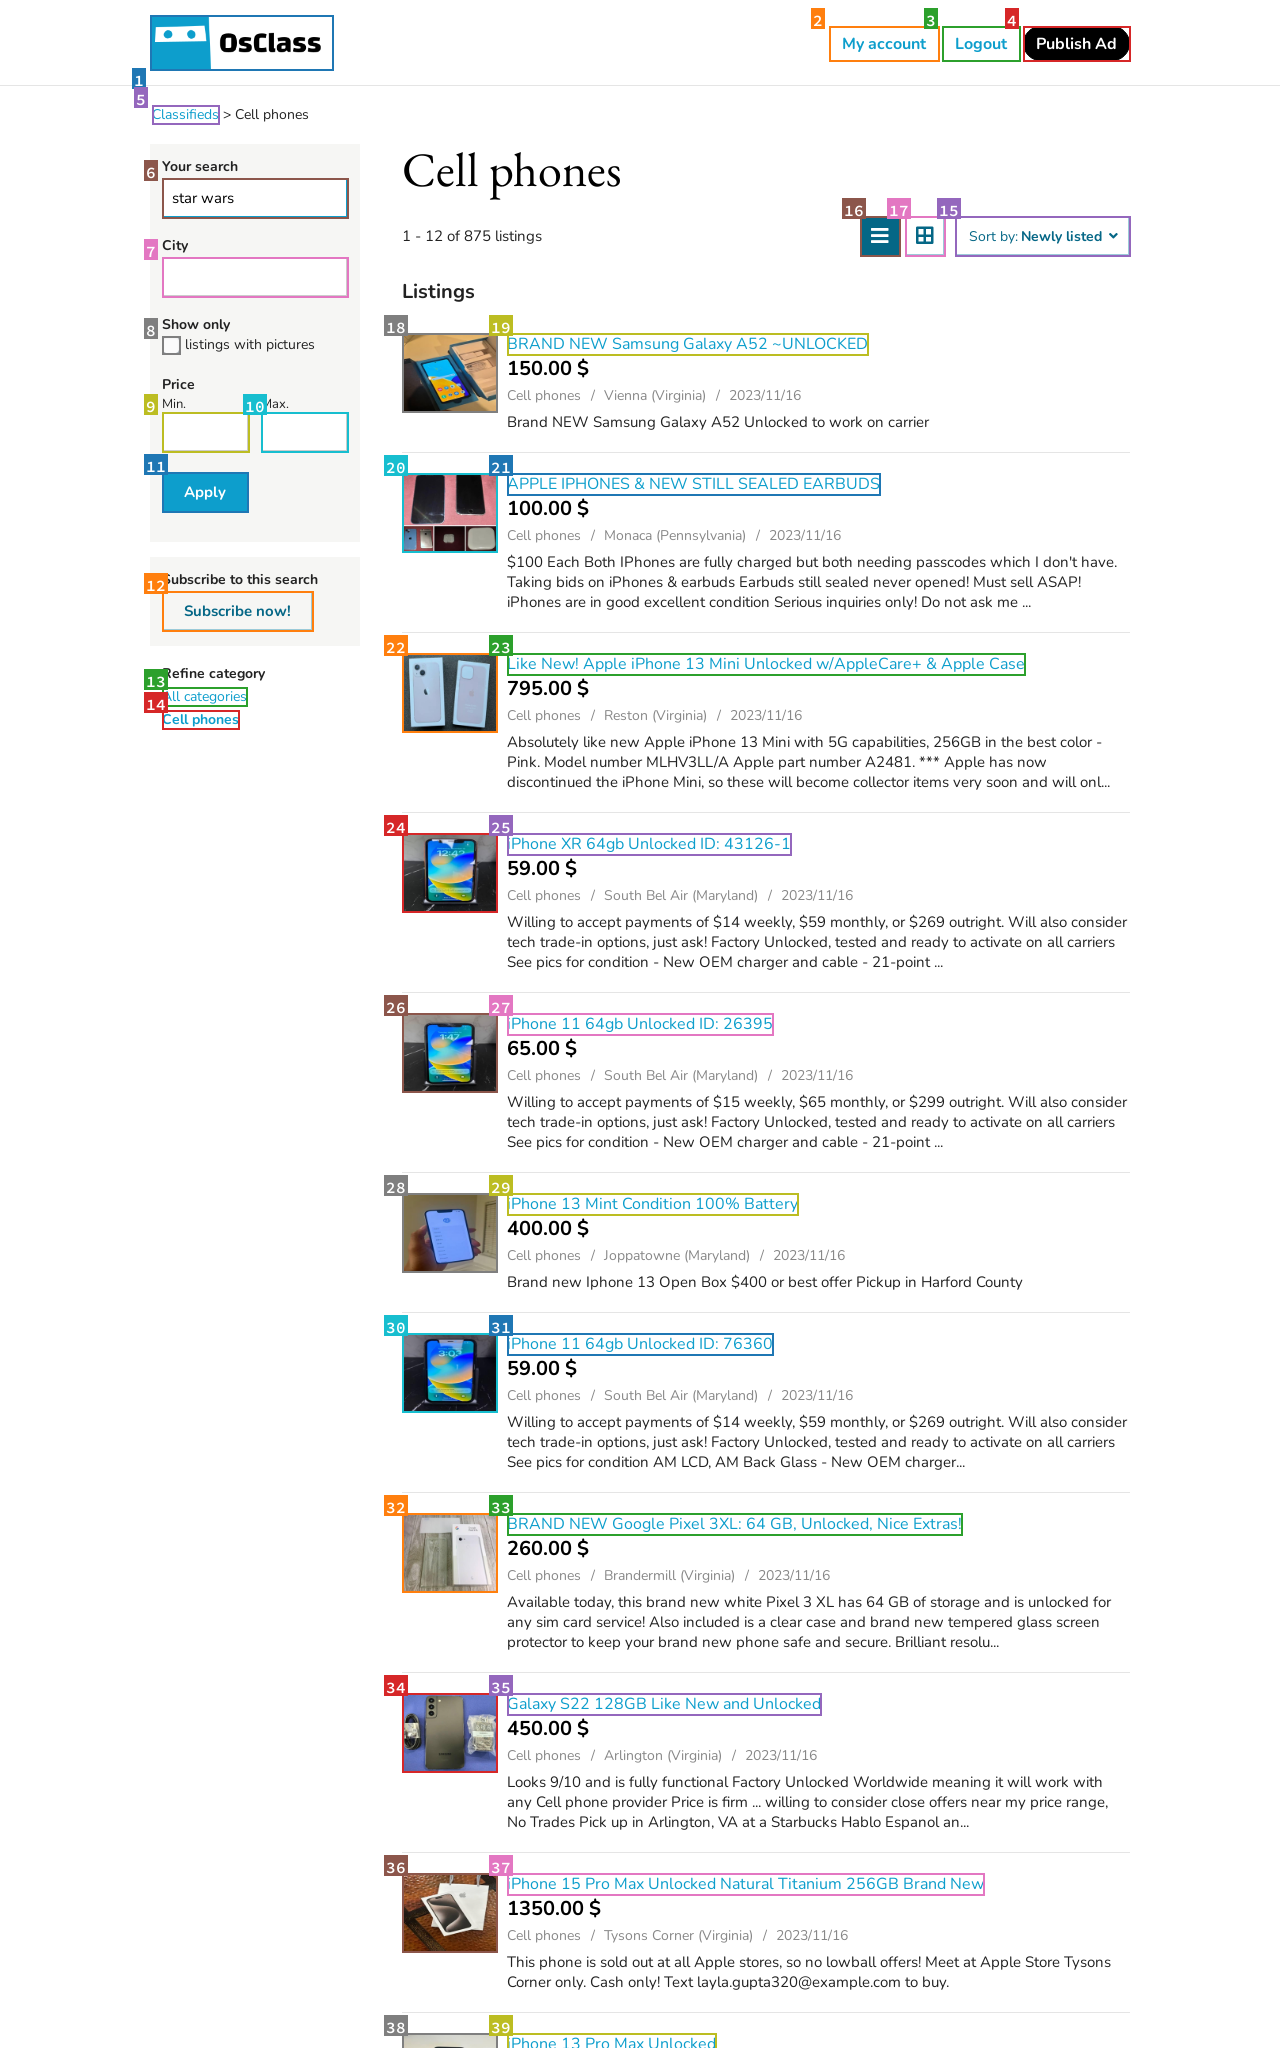 OsClass
2
My account
3
Logout
4
Publish Ad
1
5
Classifieds > Cell phones
6
Your search
star wars
7
City
8
Show only
listings with pictures
Price
9
Min.
10
Max.
11
Apply
12
Subscribe to this search
Subscribe now!
13
Refine category
All categories
14
Cell phones
Cell phones
1 - 12 of 875 listings
16
17
15
Sort by: Newly listed
Listings
18
19
BRAND NEW Samsung Galaxy A52 ~UNLOCKED
150.00 $
Cell phones / Vienna (Virginia) / 2023/11/16
Brand NEW Samsung Galaxy A52 Unlocked to work on carrier
20
21
APPLE IPHONES & NEW STILL SEALED EARBUDS
100.00 $
Cell phones / Monaca (Pennsylvania) / 2023/11/16
$100 Each Both IPhones are fully charged but both needing passcodes which I don't have.
Taking bids on iPhones & earbuds Earbuds still sealed never opened! Must sell ASAP!
iPhones are in good excellent condition Serious inquiries only! Do not ask me ...
22
23
Like New! Apple iPhone 13 Mini Unlocked w/AppleCare+ & Apple Case
795.00 $
Cell phones / Reston (Virginia) / 2023/11/16
Absolutely like new Apple iPhone 13 Mini with 5G capabilities, 256GB in the best color -
Pink. Model number MLHV3LL/A Apple part number A2481. *** Apple has now
discontinued the iPhone Mini, so these will become collector items very soon and will onl...
24
25
iPhone XR 64gb Unlocked ID: 43126-1
59.00 $
Cell phones / South Bel Air (Maryland) / 2023/11/16
Willing to accept payments of $14 weekly, $59 monthly, or $269 outright. Will also consider
tech trade-in options, just ask! Factory Unlocked, tested and ready to activate on all carriers
See pics for condition - New OEM charger and cable - 21-point ...
26
27
iPhone 11 64gb Unlocked ID: 26395
65.00 $
Cell phones / South Bel Air (Maryland) / 2023/11/16
Willing to accept payments of $15 weekly, $65 monthly, or $299 outright. Will also consider
tech trade-in options, just ask! Factory Unlocked, tested and ready to activate on all carriers
See pics for condition - New OEM charger and cable - 21-point ...
28
29
iPhone 13 Mint Condition 100% Battery
400.00 $
Cell phones / Joppatowne (Maryland) / 2023/11/16
Brand new Iphone 13 Open Box $400 or best offer Pickup in Harford County
30
31
iPhone 11 64gb Unlocked ID: 76360
59.00 $
Cell phones / South Bel Air (Maryland) / 2023/11/16
Willing to accept payments of $14 weekly, $59 monthly, or $269 outright. Will also consider
tech trade-in options, just ask! Factory Unlocked, tested and ready to activate on all carriers
See pics for condition AM LCD, AM Back Glass - New OEM charger...
32
33
BRAND NEW Google Pixel 3XL: 64 GB, Unlocked, Nice Extras!
260.00 $
Cell phones / Brandermill (Virginia) / 2023/11/16
Available today, this brand new white Pixel 3 XL has 64 GB of storage and is unlocked for
any sim card service! Also included is a clear case and brand new tempered glass screen
protector to keep your brand new phone safe and secure. Brilliant resolu...
34
35
Galaxy S22 128GB Like New and Unlocked
450.00 $
Cell phones / Arlington (Virginia) / 2023/11/16
Looks 9/10 and is fully functional Factory Unlocked Worldwide meaning it will work with
any Cell phone provider Price is firm ... willing to consider close offers near my price range,
No Trades Pick up in Arlington, VA at a Starbucks Hablo Espanol an...
36
37
iPhone 15 Pro Max Unlocked Natural Titanium 256GB Brand New
1350.00 $
Cell phones / Tysons Corner (Virginia) / 2023/11/16
This phone is sold out at all Apple stores, so no lowball offers! Meet at Apple Store Tysons
Corner only. Cash only! Text layla.gupta320@example.com to buy.
38
39
iPhone 13 Pro Max Unlocked